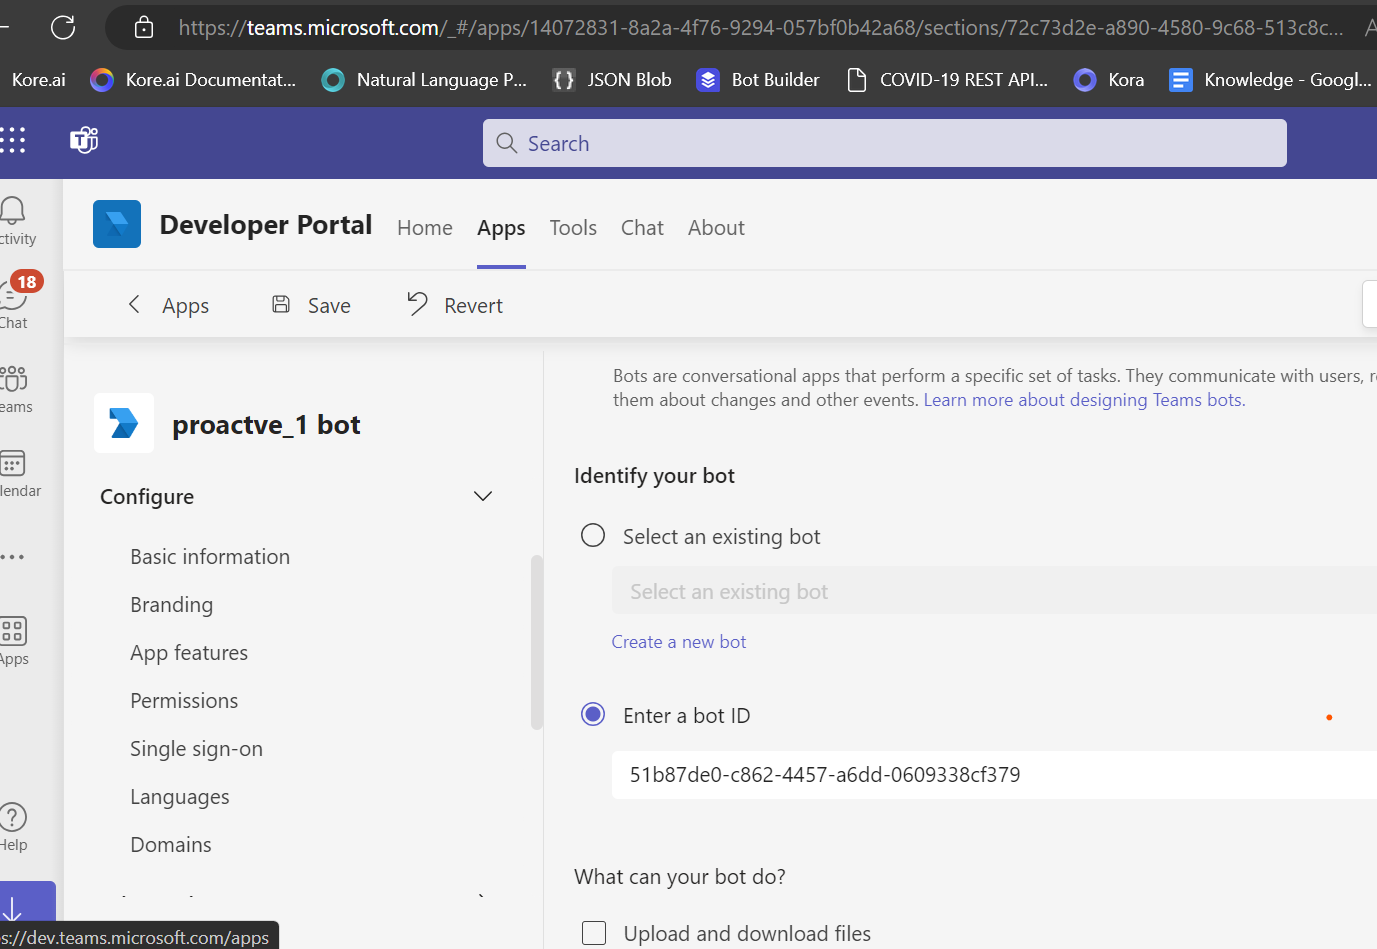 https://teams.microsoft.com/_#/apps/14072831-8a2a-4f76-9294-057bf0b42a68/sections/72c73d2e-a890-4580-9c68-513c8c...
Kore.ai Kore.ai Documentat... Natural Language P... JSON Blob Bot Builder COVID-19 REST API... Kora Knowledge - Googl...
Search
Developer Portal Home Apps Tools Chat About
Apps Save Revert
ctivity
18
Chat
eams
lendar
Apps
Help
proactve_1 bot
Configure
Basic information
Branding
App features
Permissions
Single sign-on
Languages
Domains
Bots are conversational apps that perform a specific set of tasks. They communicate with users, r
them about changes and other events. Learn more about designing Teams bots.
Identify your bot
Select an existing bot
Select an existing bot
Create a new bot
Enter a bot ID
51b87de0-c862-4457-a6dd-0609338cf379
What can your bot do?
Upload and download files
s://dev.teams.microsoft.com/apps